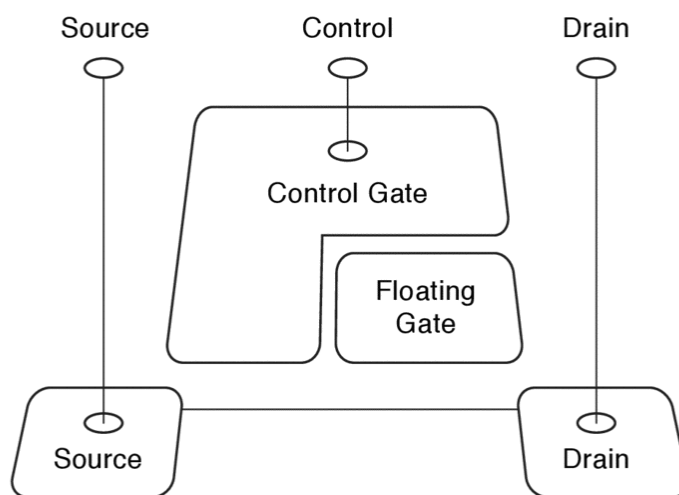 Source
Control
Drain
Control Gate
Floating
Gate
Source
Drain